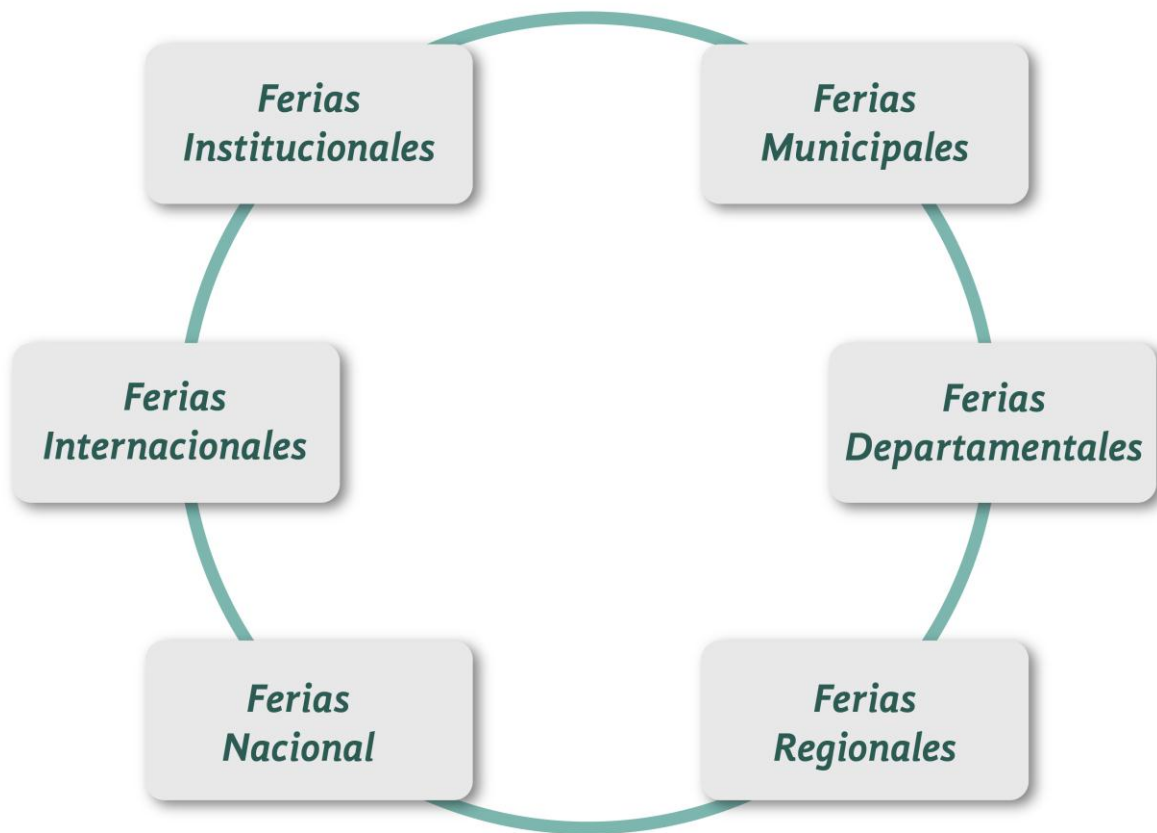 Ferias
Institucionales
Ferias
Municipales
Ferias
Internacionales
Ferias
Departamentales
Ferias
Nacional
Ferias
Regionales